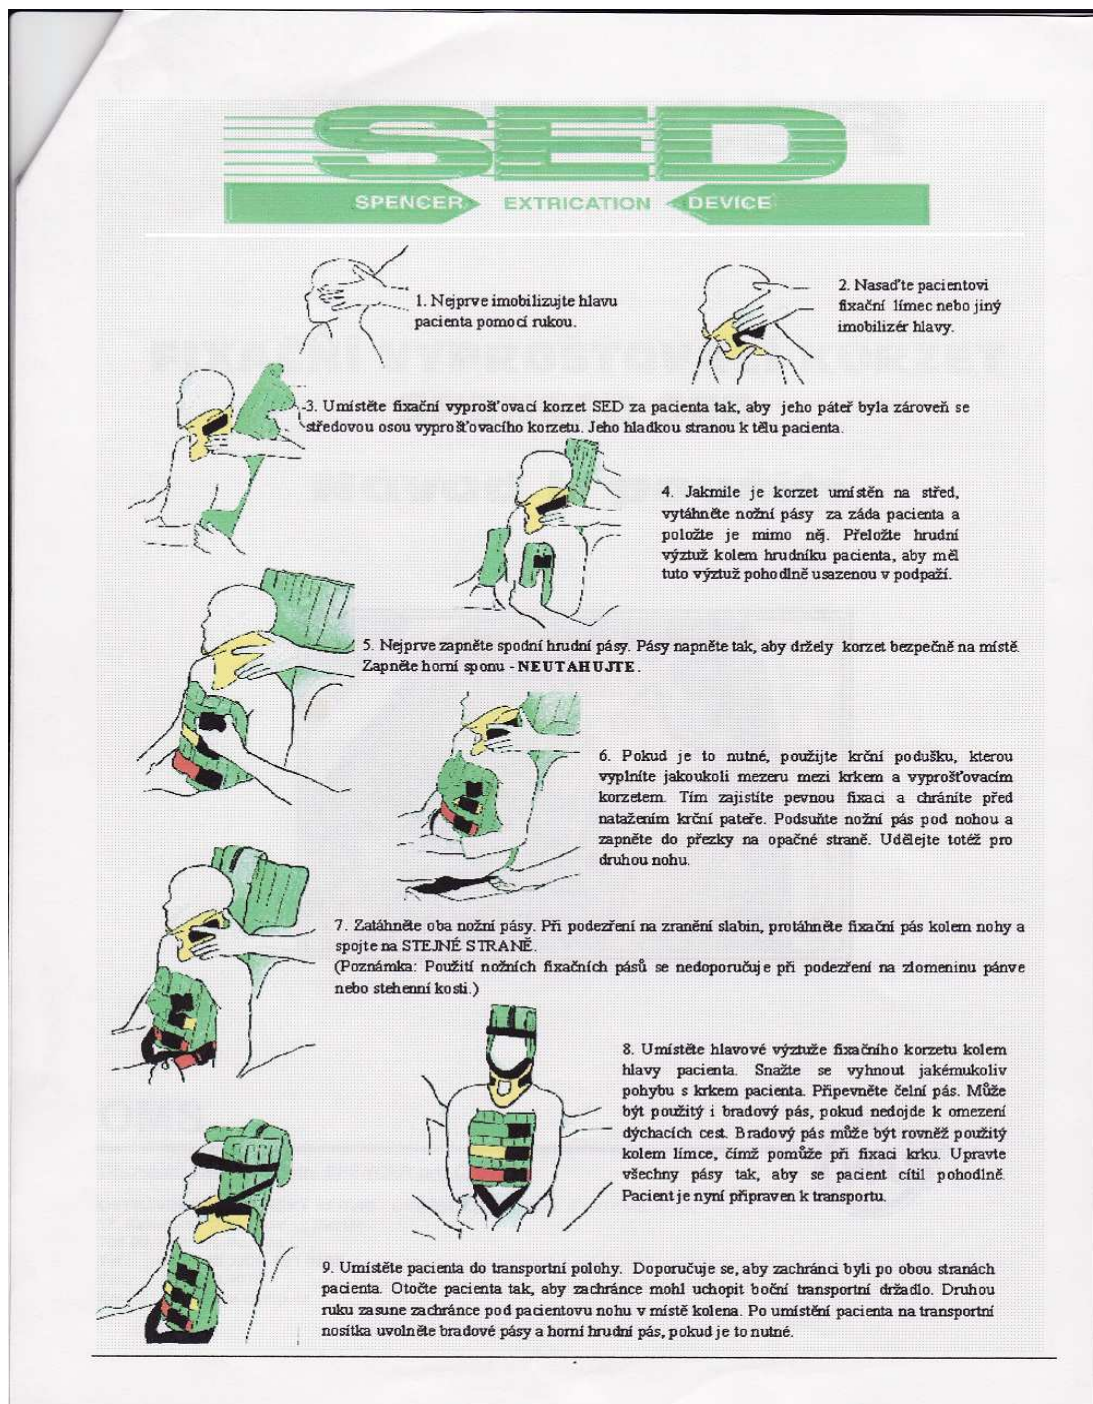 SED
SPENCER EXTRICATION DEVICE
1. Nejprve imobilizujte hlavu
pacienta pomocí rukou.
2. Nasaďte pacientovi
fixační límec nebo jiný
imobilizér hlavy.
3. Umístěte fixační vyprošťovací korzet SED za pacienta tak, aby jeho páteř byla zároveň se
středovou osou vyprošťovacího korzetu. Jeho hladkou stranou k tělu pacienta.
4. Jakmile je korzet umístěn na střed,
vytáhněte nožní pásy za záda pacienta a
položte je mimo něj. Přeložte hrudní
výztuž kolem hrudníku pacienta, aby měl
tuto výztuž pohodlně usazenou v podpaží.
5. Nejprve zapněte spodní hrudní pásy. Pásy napněte tak, aby držely korzet bezpečně na místě.
Zapněte horní sponu - NEUTAHUJTE.
6. Pokud je to nutné, použijte krční podušku, kterou
vyplníte jakoukoli mezeru mezi krkem a vyprošťovacím
korzetem. Tím zajistíte pevnou fixaci a chráníte před
natažením krční pateře. Podsuňte nožní pás pod nohou a
zapněte do přezky na opačné straně. Udělejte totéž pro
druhou nohu.
7. Zatáhněte oba nožní pásy. Při podezření na zranění slabin, protáhněte fixační pás kolem nohy a
spojte na STEJNÉ STRANĚ.
(Poznámka: Použití nožních fixačních pásů se nedoporučuje při podezření na zlomeninu pánve
nebo stehenní kosti.)
8. Umístěte hlavové výztuže fixačního korzetu kolem
hlavy pacienta. Snažte se vyhnout jakémukoliv
pohybu s krkem pacienta. Připevněte čelní pás. Může
být použitý i bradový pás, pokud nedojde k omezení
dýchacích cest. Bradový pás může být rovněž použitý
kolem límce, čímž pomůže při fixaci krku. Upravte
všechny pásy tak, aby se pacient cítil pohodlně.
Pacient je nyní připraven k transportu.
9. Umístěte pacienta do transportní polohy. Doporučuje se, aby zachránci byli po obou stranách
pacienta. Otočte pacienta tak, aby zachránce mohl uchopit boční transportní držadlo. Druhou
ruku zasune zachránce pod pacientovu nohu v místě kolena. Po umístění pacienta na transportní
nosítka uvolněte bradové pásy a horní hrudní pás, pokud je to nutné.